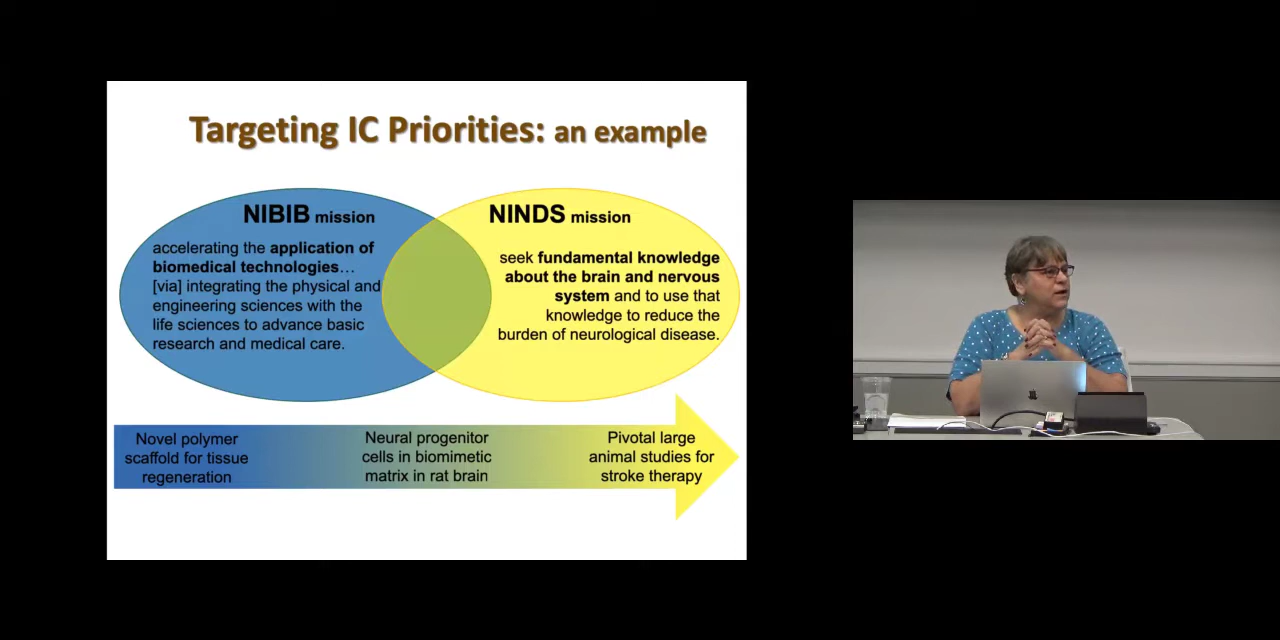 Targeting IC Priorities: an example
NIBIB mission
accelerating the application of
biomedical technologies…
[via] integrating the physical and
engineering sciences with the
life sciences to advance basic
research and medical care.
NINDS mission
seek fundamental knowledge
about the brain and nervous
system and to use that
knowledge to reduce the
burden of neurological disease.
Novel polymer
scaffold for tissue
regeneration
Neural progenitor
cells in biomimetic
matrix in rat brain
Pivotal large
animal studies for
stroke therapy